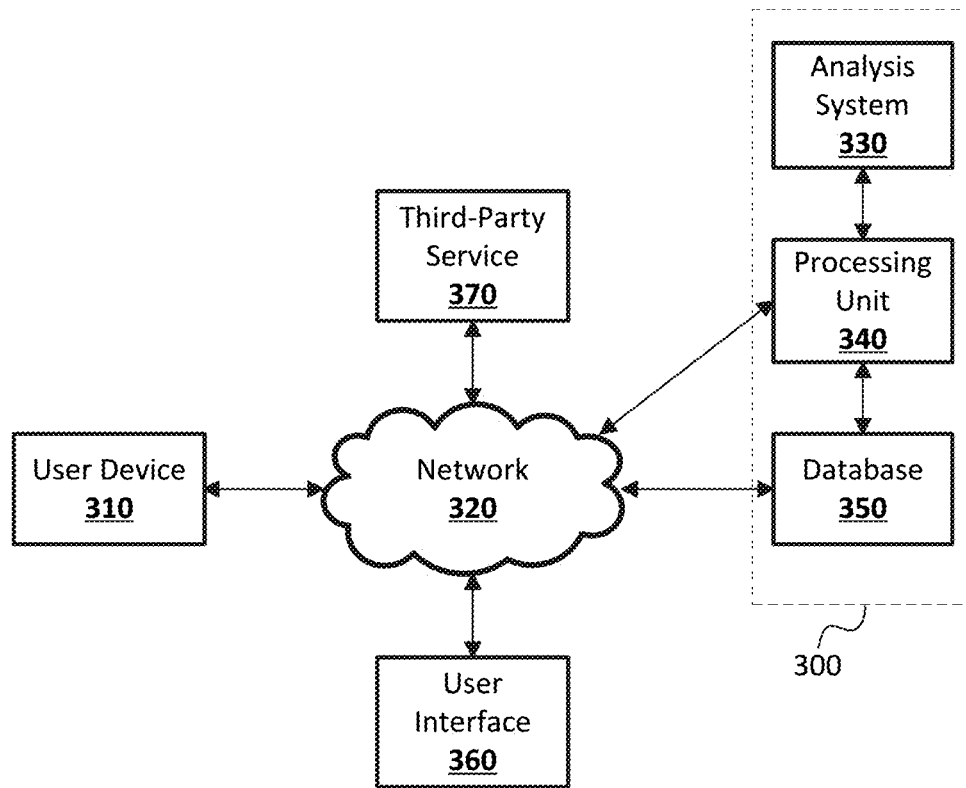 Analysis
System
330
Third-Party
Service
370
Processing
Unit
340
User Device
310
Network
320
Database
350
300
User
Interface
360